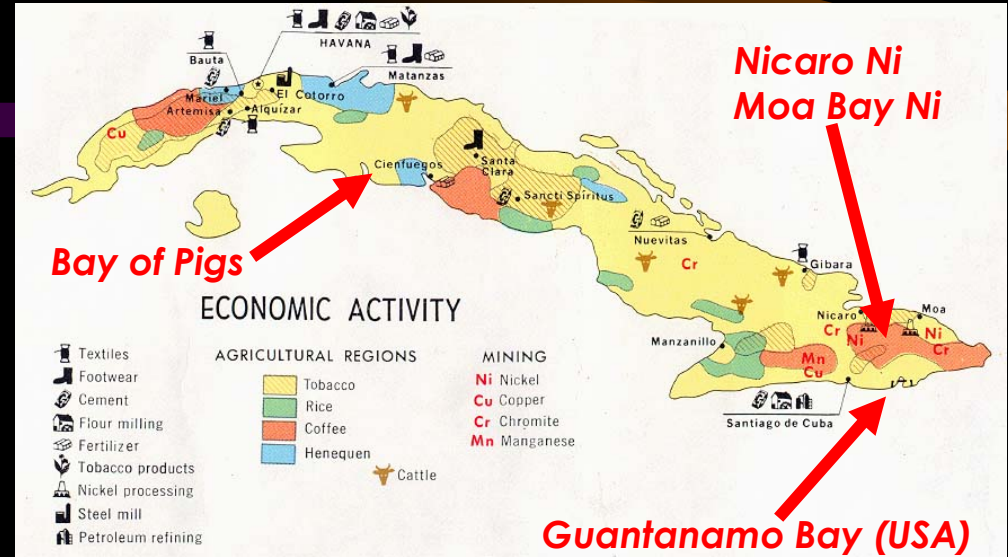 HAVANA
Bauta
Matanzas
Mariel
El Cotorro
Artemisa
Alquízar
Cu
Nicaro Ni
Moa Bay Ni
Cienfuegos
Santa
Clara
Sancti Spíritus
Bay of Pigs
Nuevitas
Cr
Gibara
Nicaro
Moa
Cr
Ni
Ni
Cr
Manzanillo
Mn
Cu
Santiago de Cuba
ECONOMIC ACTIVITY
Textiles
Footwear
Cement
Flour milling
Fertilizer
Tobacco products
Nickel processing
Steel mill
Petroleum refining
AGRICULTURAL REGIONS
Tobacco
Rice
Coffee
Henequen
Cattle
MINING
Ni Nickel
Cu Copper
Cr Chromite
Mn Manganese
Guantanamo Bay (USA)